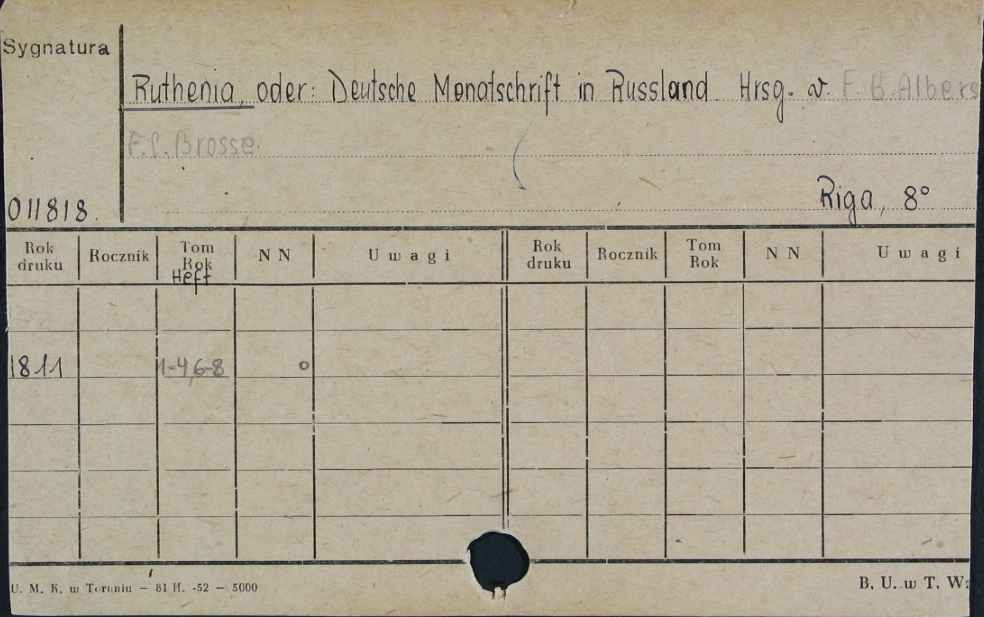 Sygnatura
Ruthenia, oder: Deutsche Monatschrift in Russland Hrsg. v. F. B. Albers
F.P. Brosse.
Riga, 8°
011818.
Rok druku Rocznik Tom Rok NN Uwagi Rok druku Rocznik Tom Rok NN Uwagi
Heft
1811 1-4,6-8 o
U. M. K. w Toruniu — 81 H. -52 — 5000
B. U. w T. W